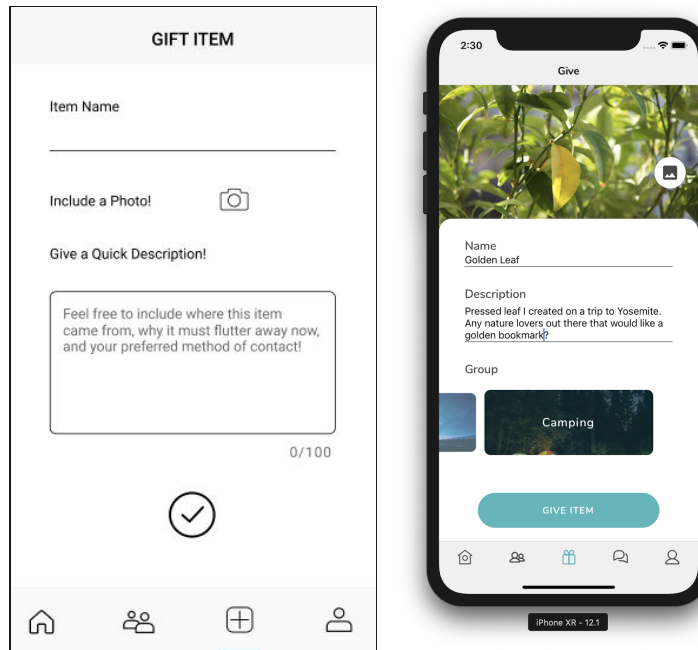 GIFT ITEM
Item Name
Include a Photo!
Give a Quick Description!
Feel free to include where this item
came from, why it must flutter away now,
and your preferred method of contact!
0/100
2:30
Give
Name
Golden Leaf
Description
Pressed leaf I created on a trip to Yosemite.
Any nature lovers out there that would like a
golden bookmark?
Group
Camping
GIVE ITEM
iPhone XR - 12.1